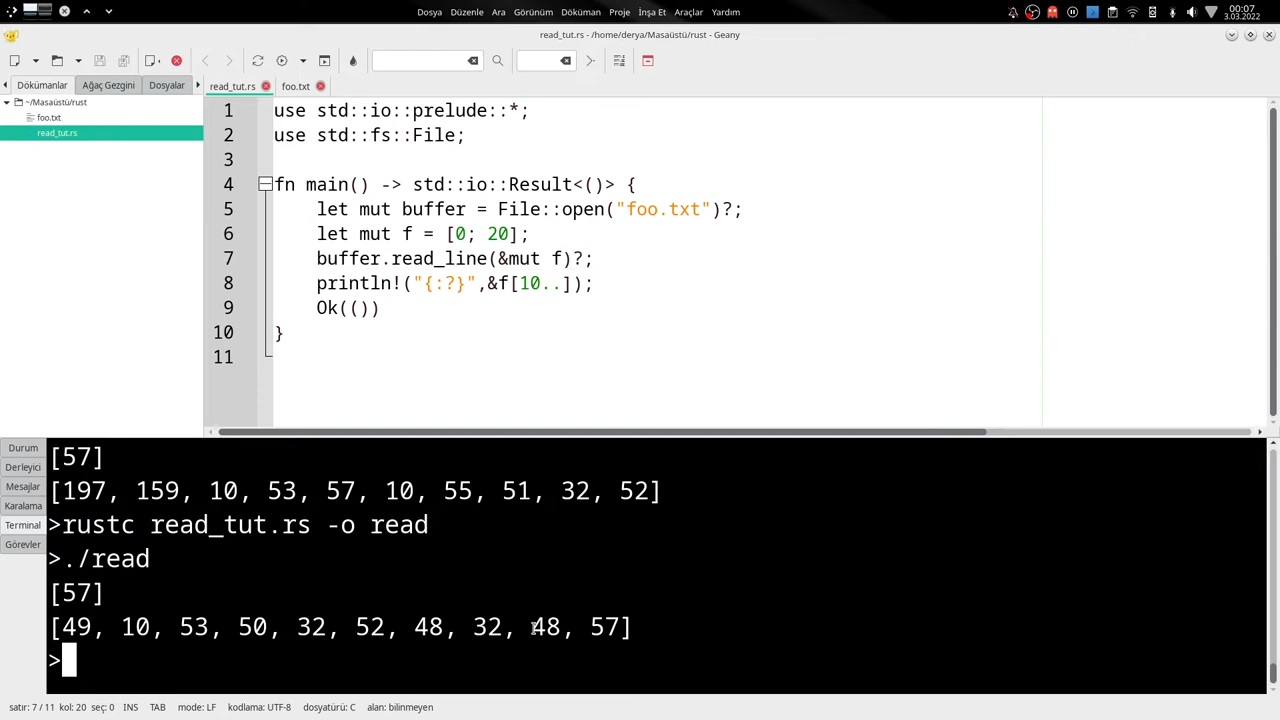 Dosya Düzenle Ara Görünüm Döküman Proje İnşa Et Araçlar Yardım
00:07
3.03.2022
read_tut.rs - /home/derya/Masaüstü/rust - Geany
Dökümanlar Ağaç Gezgini Dosyalar
read_tut.rs foo.txt
~/Masaüstü/rust
foo.txt
read_tut.rs
1 use std::io::prelude::*;
2 use std::fs::File;
3
4 fn main() -> std::io::Result<()> {
5 let mut buffer = File::open("foo.txt")?;
6 let mut f = [0; 20];
7 buffer.read_line(&mut f)?;
8 println!("{:?}",&f[10..]);
9 Ok(())
10 }
11
Durum
Derleyici
Mesajlar
Karalama
Terminal
Görevler
[57]
[197, 159, 10, 53, 57, 10, 55, 51, 32, 52]
>rustc read_tut.rs -o read
>./read
[57]
[49, 10, 53, 50, 32, 52, 48, 32, 48, 57]
>
satır: 7 / 11 kol: 20 seç: 0 INS TAB mode: LF kodlama: UTF-8 dosyatürü: C alan: bilinmeyen